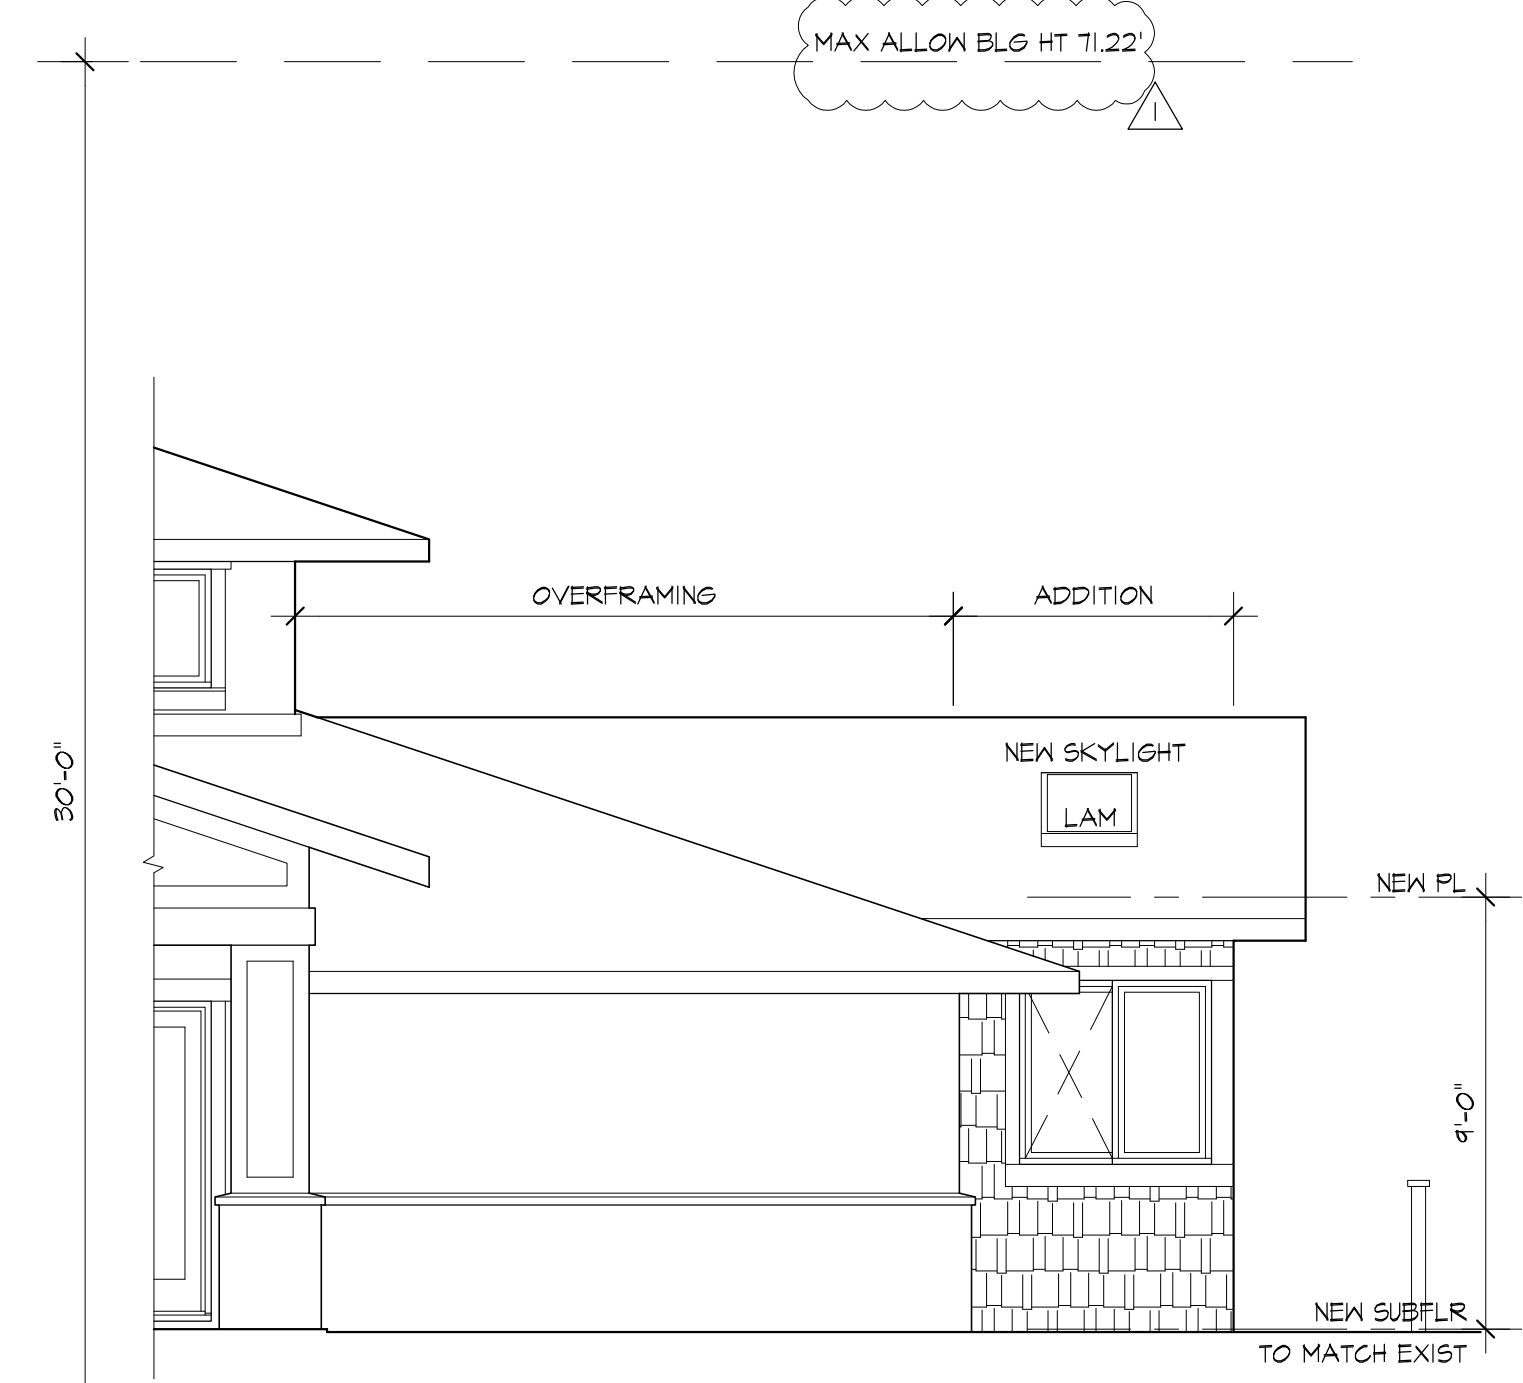 MAX ALLOW BLG HT 71.22'
1
OVERFRAMING
ADDITION
30'-0"
NEW SKYLIGHT
LAM
NEW PL
9'-0"
NEW SUBFLR
TO MATCH EXIST